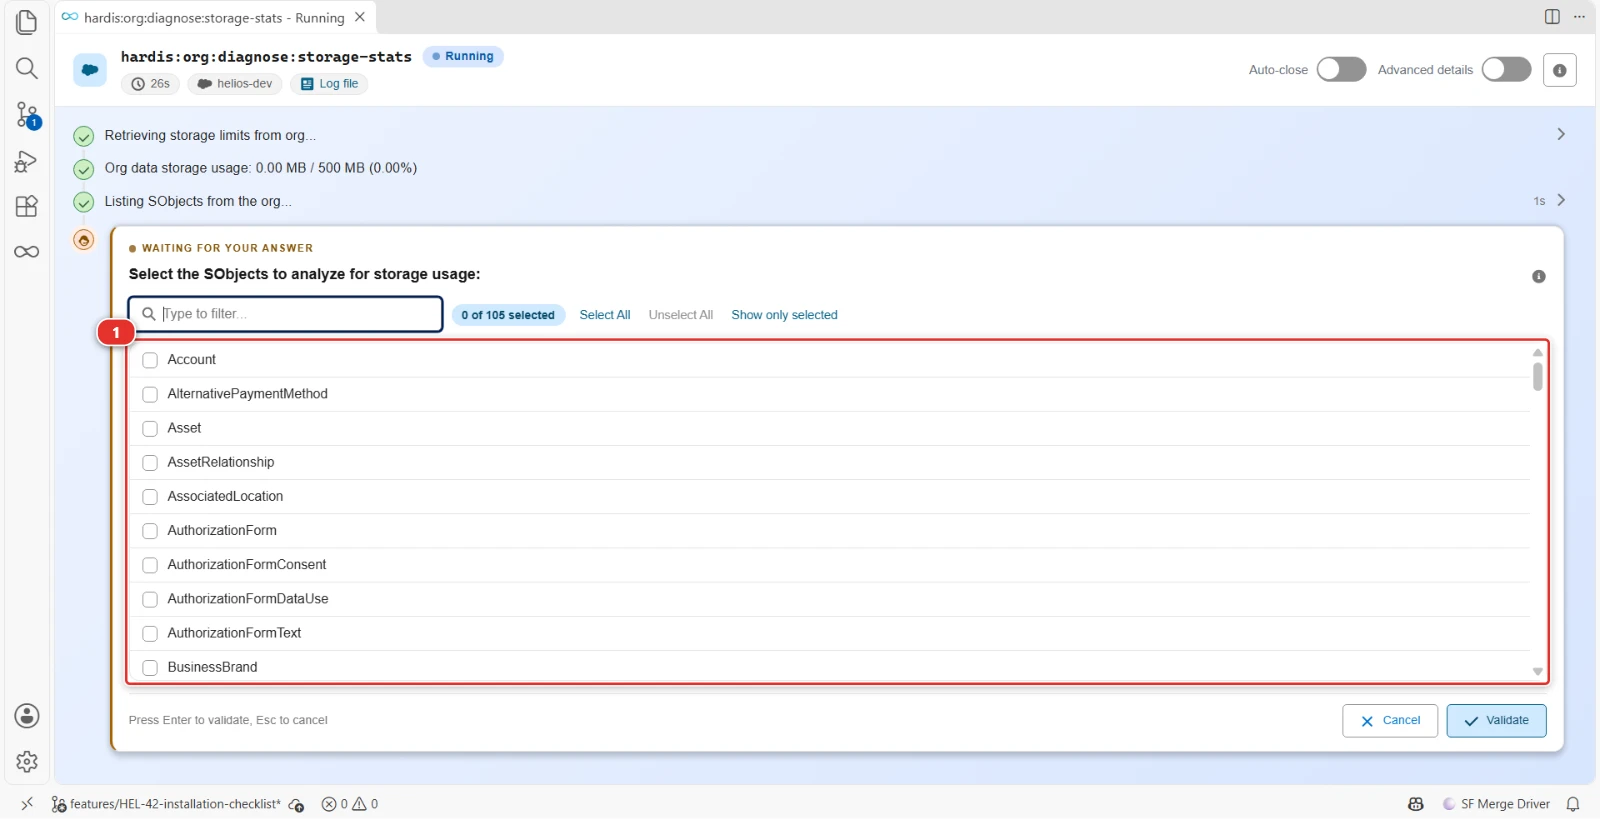 hardis:org:diagnose:storage-stats - Running
hardis:org:diagnose:storage-stats
Running
26s
helios-dev
Log file
Auto-close
Advanced details
1
Retrieving storage limits from org...
Org data storage usage: 0.00 MB / 500 MB (0.00%)
Listing SObjects from the org...
1s
WAITING FOR YOUR ANSWER
Select the SObjects to analyze for storage usage:
Type to filter...
0 of 105 selected
Select All
Unselect All
Show only selected
1
Account
AlternativePaymentMethod
Asset
AssetRelationship
AssociatedLocation
AuthorizationForm
AuthorizationFormConsent
AuthorizationFormDataUse
AuthorizationFormText
BusinessBrand
Press Enter to validate, Esc to cancel
Cancel
Validate
features/HEL-42-installation-checklist*
0
0
SF Merge Driver